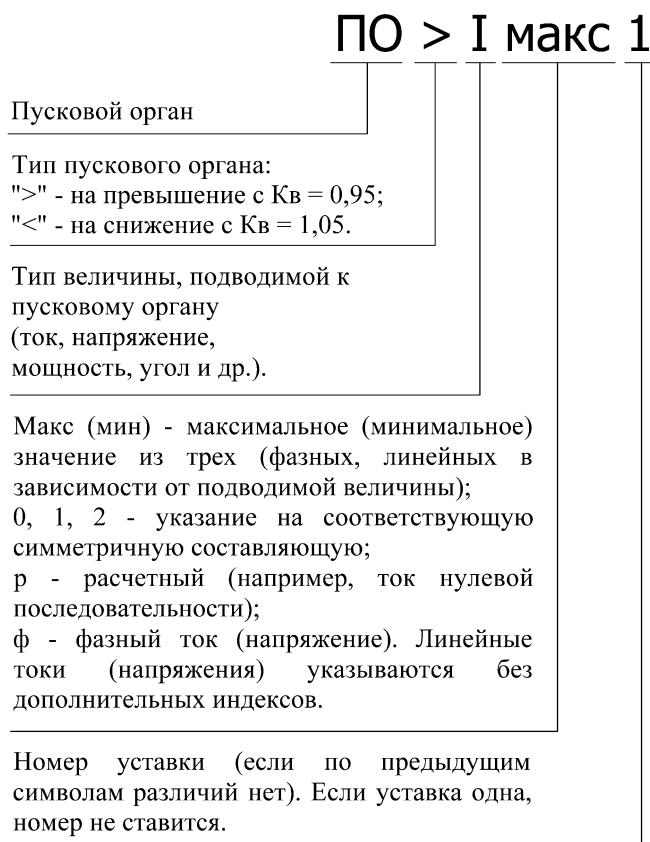 ПО > I макс 1
Пусковой орган
Тип пускового органа:
">" - на превышение с Кв = 0,95;
"<" - на снижение с Кв = 1,05.
Тип величины, подводимой к
пусковому органу
(ток, напряжение,
мощность, угол и др.).
Макс (мин) - максимальное (минимальное)
значение из трех (фазных, линейных в
зависимости от подводимой величины);
0, 1, 2 - указание на соответствующую
симметричную составляющую;
р - расчетный (например, ток нулевой
последовательности);
ф - фазный ток (напряжение). Линейные
токи (напряжения) указываются без
дополнительных индексов.
Номер уставки (если по предыдущим
символам различий нет). Если уставка одна,
номер не ставится.